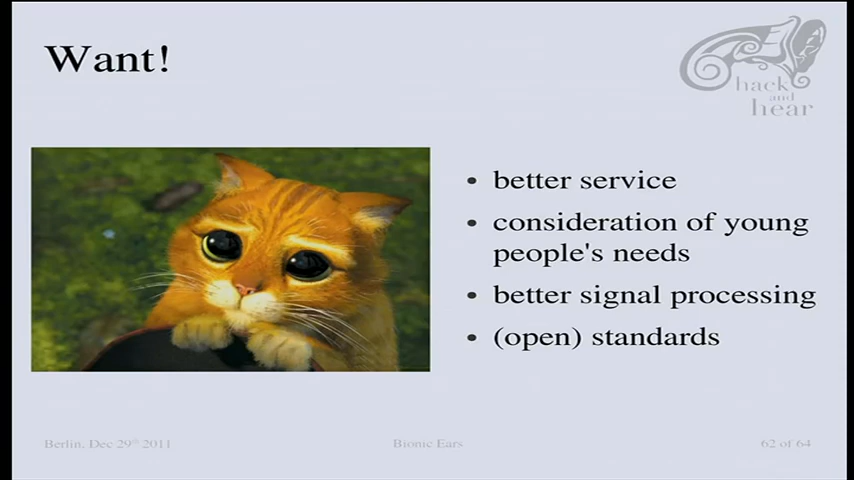 Want!
hack
and
hear
• better service
• consideration of young
people's needs
• better signal processing
• (open) standards
Berlin, Dec 29th 2011
Bionic Ears
62 of 64